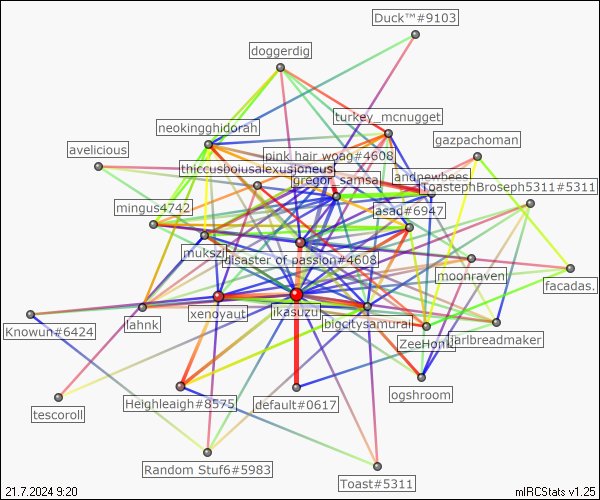 Duck™#9103
doggerdig
turkey_mcnugget
neokingghidorah
gazpachoman
avelicious
pink hair woag#4608
thiccusboiusalexusjoneus
andnewbees
gregor_samsa
ToastephBroseph5311#5311
mingus4742
asad#6947
mukszi
disaster of passion#4608
moonraven
facadas.
xenoyaut
ikasuzu
biocitysamurai
lahnk
Knowun#6424
ZeeHonk
jarlbreadmaker
ogshroom
Heighleaigh#8575
default#0617
tescoroll
Random Stuf6#5983
Toast#5311
21.7.2024 9:20
mIRCStats v1.25